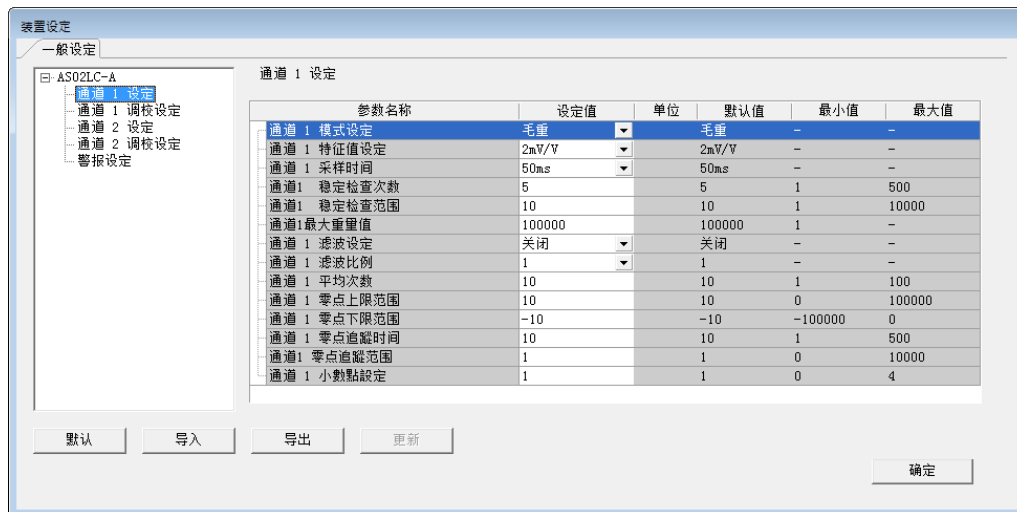 装置设定
一般设定
AS02LC-A
通道 1 设定
通道 1 调校设定
通道 2 设定
通道 2 调校设定
警报设定
通道 1 设定
参数名称 设定值 单位 默认值 最小值 最大值
通道 1 模式设定 毛重 毛重 - -
通道 1 特征值设定 2mV/V 2mV/V - -
通道 1 采样时间 50ms 50ms - -
通道1 稳定检查次数 5 5 1 500
通道1 稳定检查范围 10 10 1 10000
通道1最大重量值 100000 100000 1 -
通道 1 滤波设定 关闭 关闭 - -
通道 1 滤波比例 1 1 - -
通道 1 平均次数 10 10 1 100
通道 1 零点上限范围 10 10 0 100000
通道 1 零点下限范围 -10 -10 -100000 0
通道 1 零点追踪时间 10 10 1 500
通道1 零点追踪范围 1 1 0 10000
通道 1 小數點設定 1 1 0 4
默认 导入 导出 更新
确定